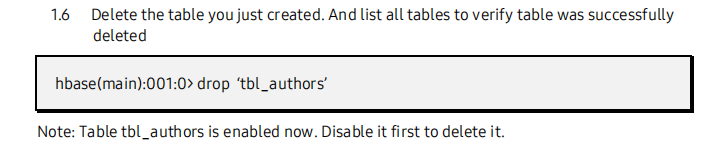 1.6 Delete the table you just created. And list all tables to verify table was successfully
deleted
hbase(main):001:0> drop ‘tbl_authors’
Note: Table tbl_authors is enabled now. Disable it first to delete it.